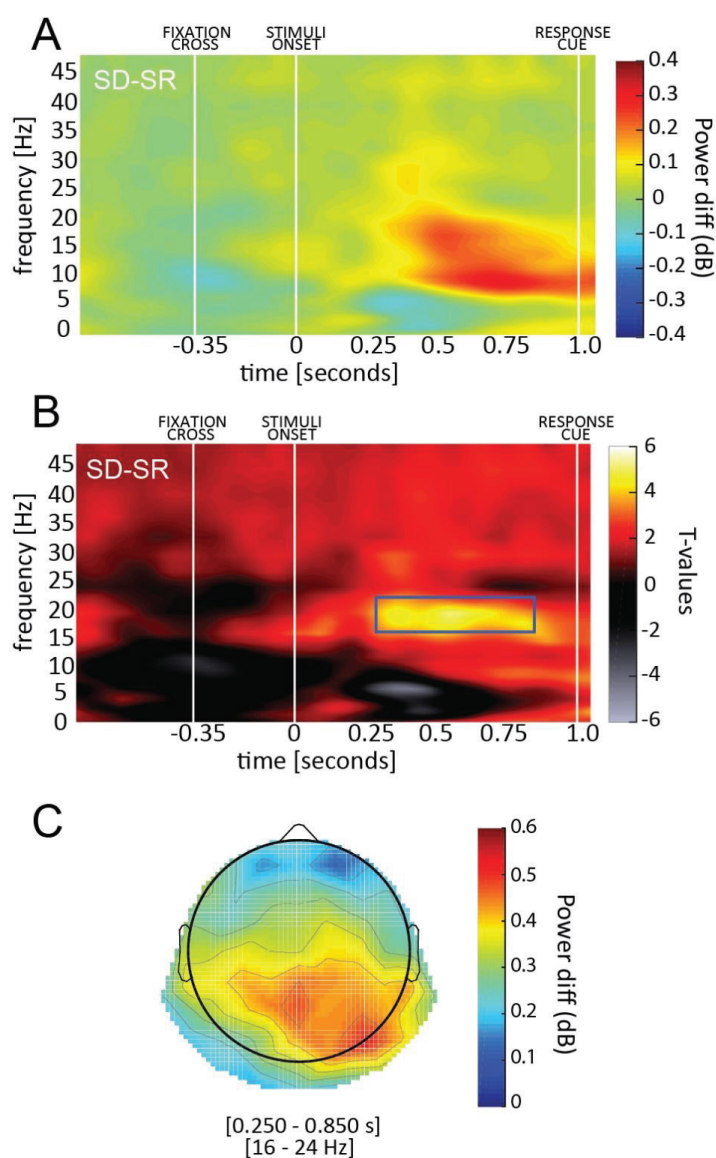 A
FIXATION CROSS
STIMULI ONSET
RESPONSE CUE
SD-SR
frequency [Hz]
45
40
35
30
25
20
15
10
5
0
-0.35
0
0.25
0.5
0.75
1.0
time [seconds]
0.4
0.3
0.2
0.1
0
-0.1
-0.2
-0.3
-0.4
Power diff (dB)
B
FIXATION CROSS
STIMULI ONSET
RESPONSE CUE
SD-SR
frequency [Hz]
45
40
35
30
25
20
15
10
5
0
-0.35
0
0.25
0.5
0.75
1.0
time [seconds]
6
4
2
0
-2
-4
-6
T-values
C
0.6
0.5
0.4
0.3
0.2
0.1
0
Power diff (dB)
[0.250 - 0.850 s]
[16 - 24 Hz]